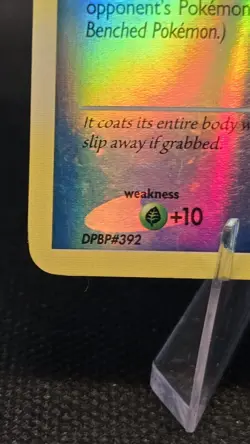 opponent's Pokémon
Benched Pokémon.)
It coats its entire body
slip away if grabbed.
weakness
+10
DPBP#392